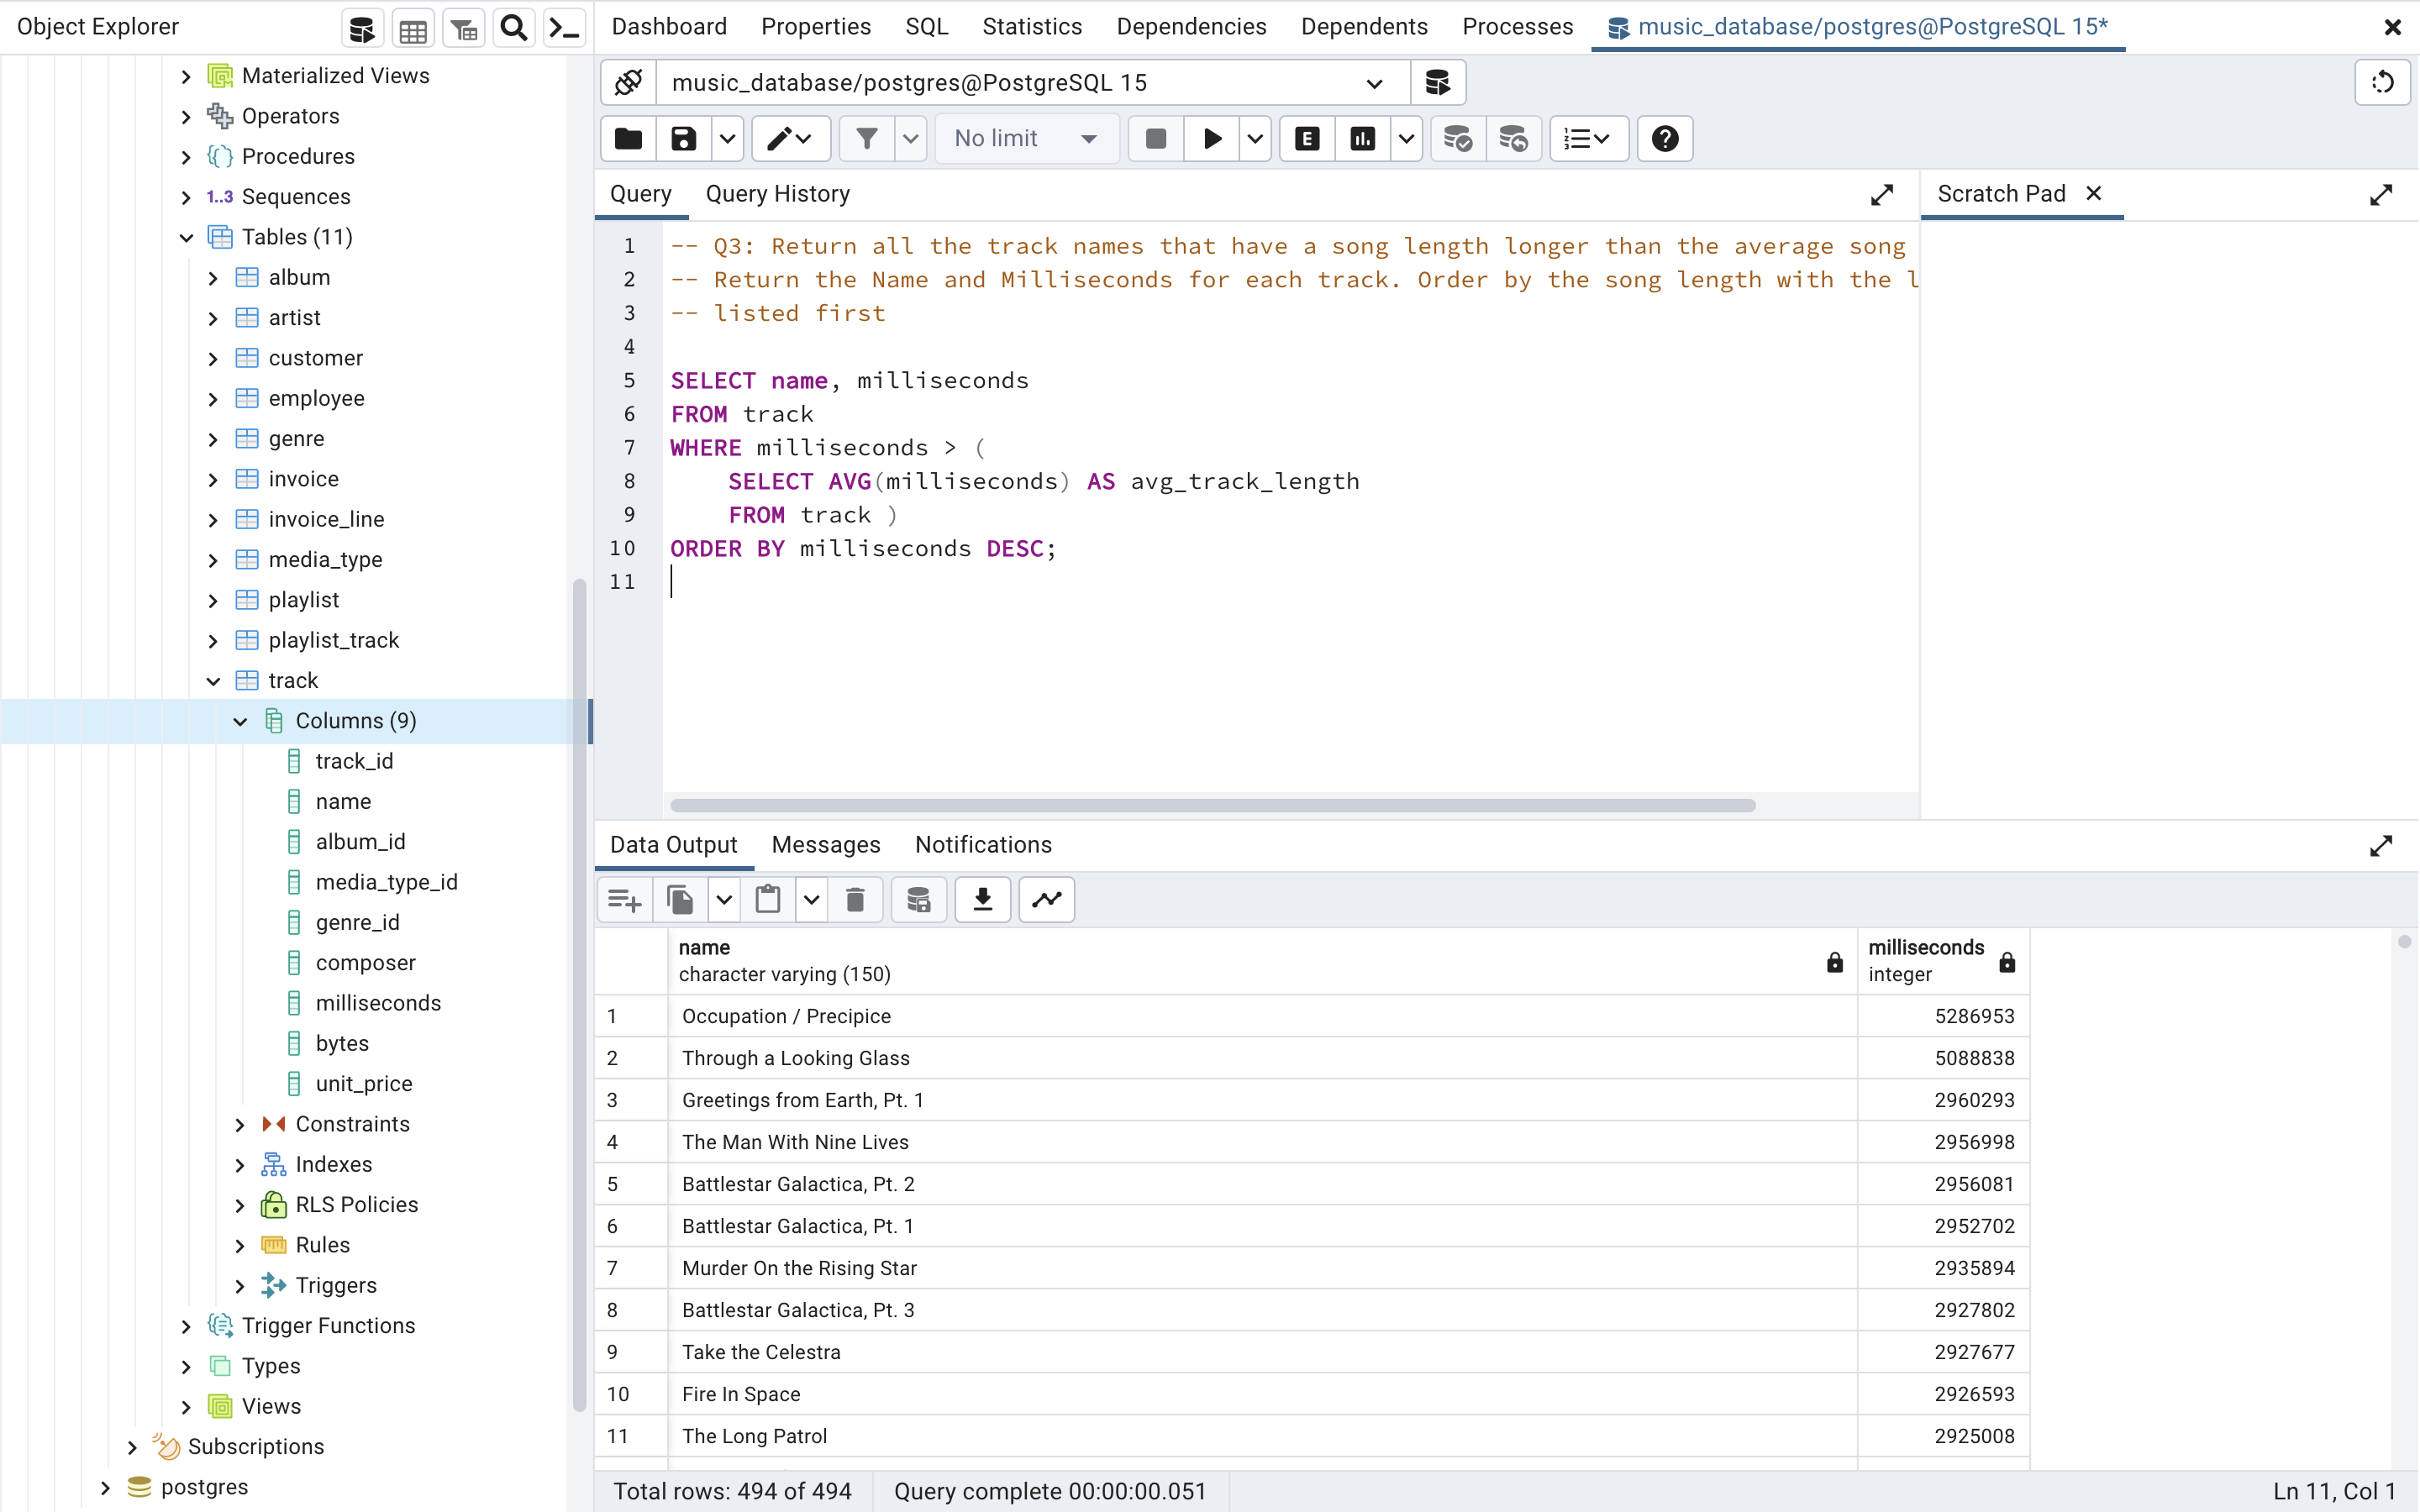 Object Explorer
Materialized Views
Operators
Procedures
1..3 Sequences
Tables (11)
album
artist
customer
employee
genre
invoice
invoice_line
media_type
playlist
playlist_track
track
Columns (9)
track_id
name
album_id
media_type_id
genre_id
composer
milliseconds
bytes
unit_price
Constraints
Indexes
RLS Policies
Rules
Triggers
Trigger Functions
Types
Views
Subscriptions
postgres
Dashboard Properties SQL Statistics Dependencies Dependents Processes music_database/postgres@PostgreSQL 15*
music_database/postgres@PostgreSQL 15
No limit E
Query Query History
Scratch Pad
1 -- Q3: Return all the track names that have a song length longer than the average song
2 -- Return the Name and Milliseconds for each track. Order by the song length with the l
3 -- listed first
4
5 SELECT name, milliseconds
6 FROM track
7 WHERE milliseconds > (
8 SELECT AVG(milliseconds) AS avg_track_length
9 FROM track )
10 ORDER BY milliseconds DESC;
11
Data Output Messages Notifications
name milliseconds
character varying (150) integer
1 Occupation / Precipice 5286953
2 Through a Looking Glass 5088838
3 Greetings from Earth, Pt. 1 2960293
4 The Man With Nine Lives 2956998
5 Battlestar Galactica, Pt. 2 2956081
6 Battlestar Galactica, Pt. 1 2952702
7 Murder On the Rising Star 2935894
8 Battlestar Galactica, Pt. 3 2927802
9 Take the Celestra 2927677
10 Fire In Space 2926593
11 The Long Patrol 2925008
Total rows: 494 of 494 Query complete 00:00:00.051 Ln 11, Col 1